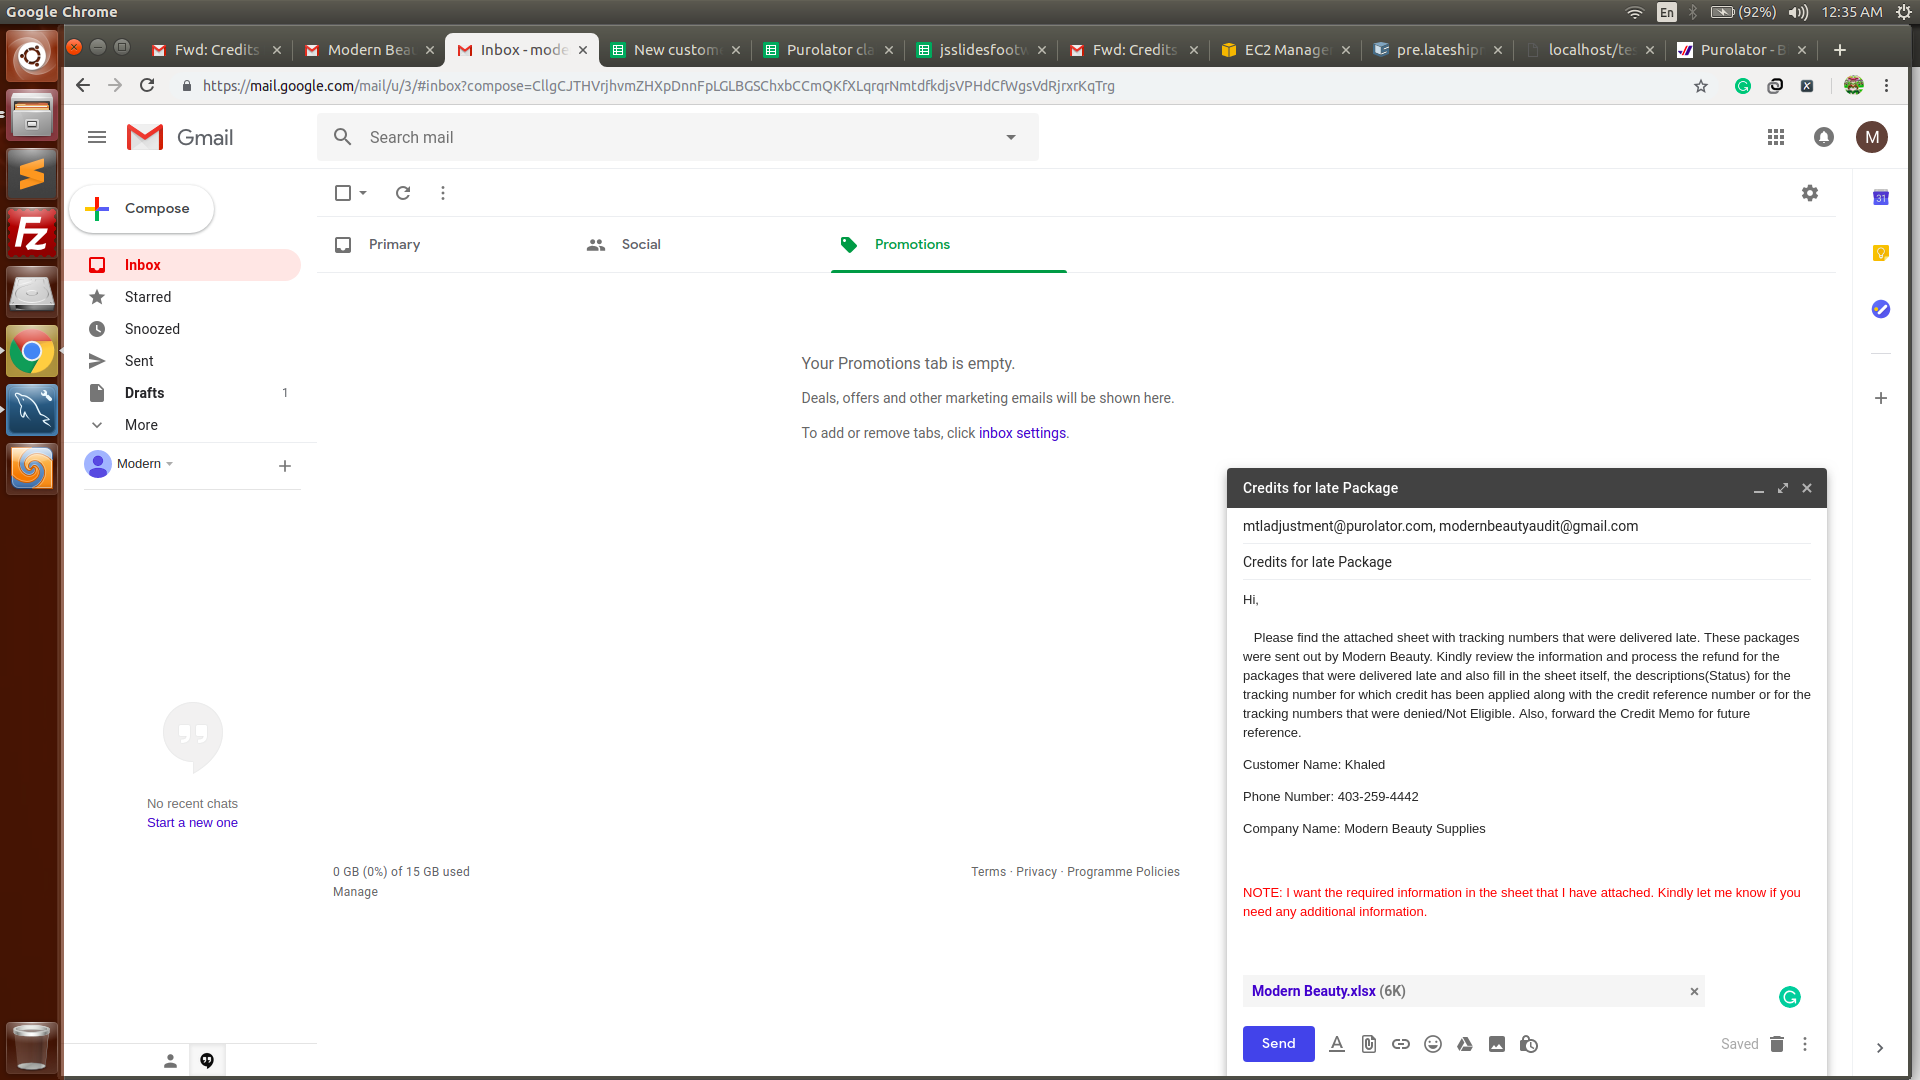 Google Chrome
En
(92%)
12:35 AM
Fwd: Credits
Modern Beau
Inbox - mode
New custom
Purolator cla
jsslidesfootw
Fwd: Credits
EC2 Manage
pre.lateship
localhost/te
Purolator - B
https://mail.google.com/mail/u/3/#inbox?compose=CllgCJTHVrjhvmZHXpDnnFpLGLBGSChxbCCmQKfXLqrqrNmtdfkdjsVPHdCfWgsVdRjrxrKqTrg
Gmail
Search mail
M
Compose
Primary
Social
Promotions
31
Inbox
Starred
Snoozed
Sent
Drafts 1
More
Modern
Your Promotions tab is empty.
Deals, offers and other marketing emails will be shown here.
To add or remove tabs, click inbox settings.
No recent chats
Start a new one
0 GB (0%) of 15 GB used
Manage
Terms · Privacy · Programme Policies
Credits for late Package
mtladjustment@purolator.com, modernbeautyaudit@gmail.com
Credits for late Package
Hi,
Please find the attached sheet with tracking numbers that were delivered late. These packages
were sent out by Modern Beauty. Kindly review the information and process the refund for the
packages that were delivered late and also fill in the sheet itself, the descriptions(Status) for the
tracking number for which credit has been applied along with the credit reference number or for the
tracking numbers that were denied/Not Eligible. Also, forward the Credit Memo for future
reference.
Customer Name: Khaled
Phone Number: 403-259-4442
Company Name: Modern Beauty Supplies
NOTE: I want the required information in the sheet that I have attached. Kindly let me know if you
need any additional information.
Modern Beauty.xlsx (6K)
Send
Saved